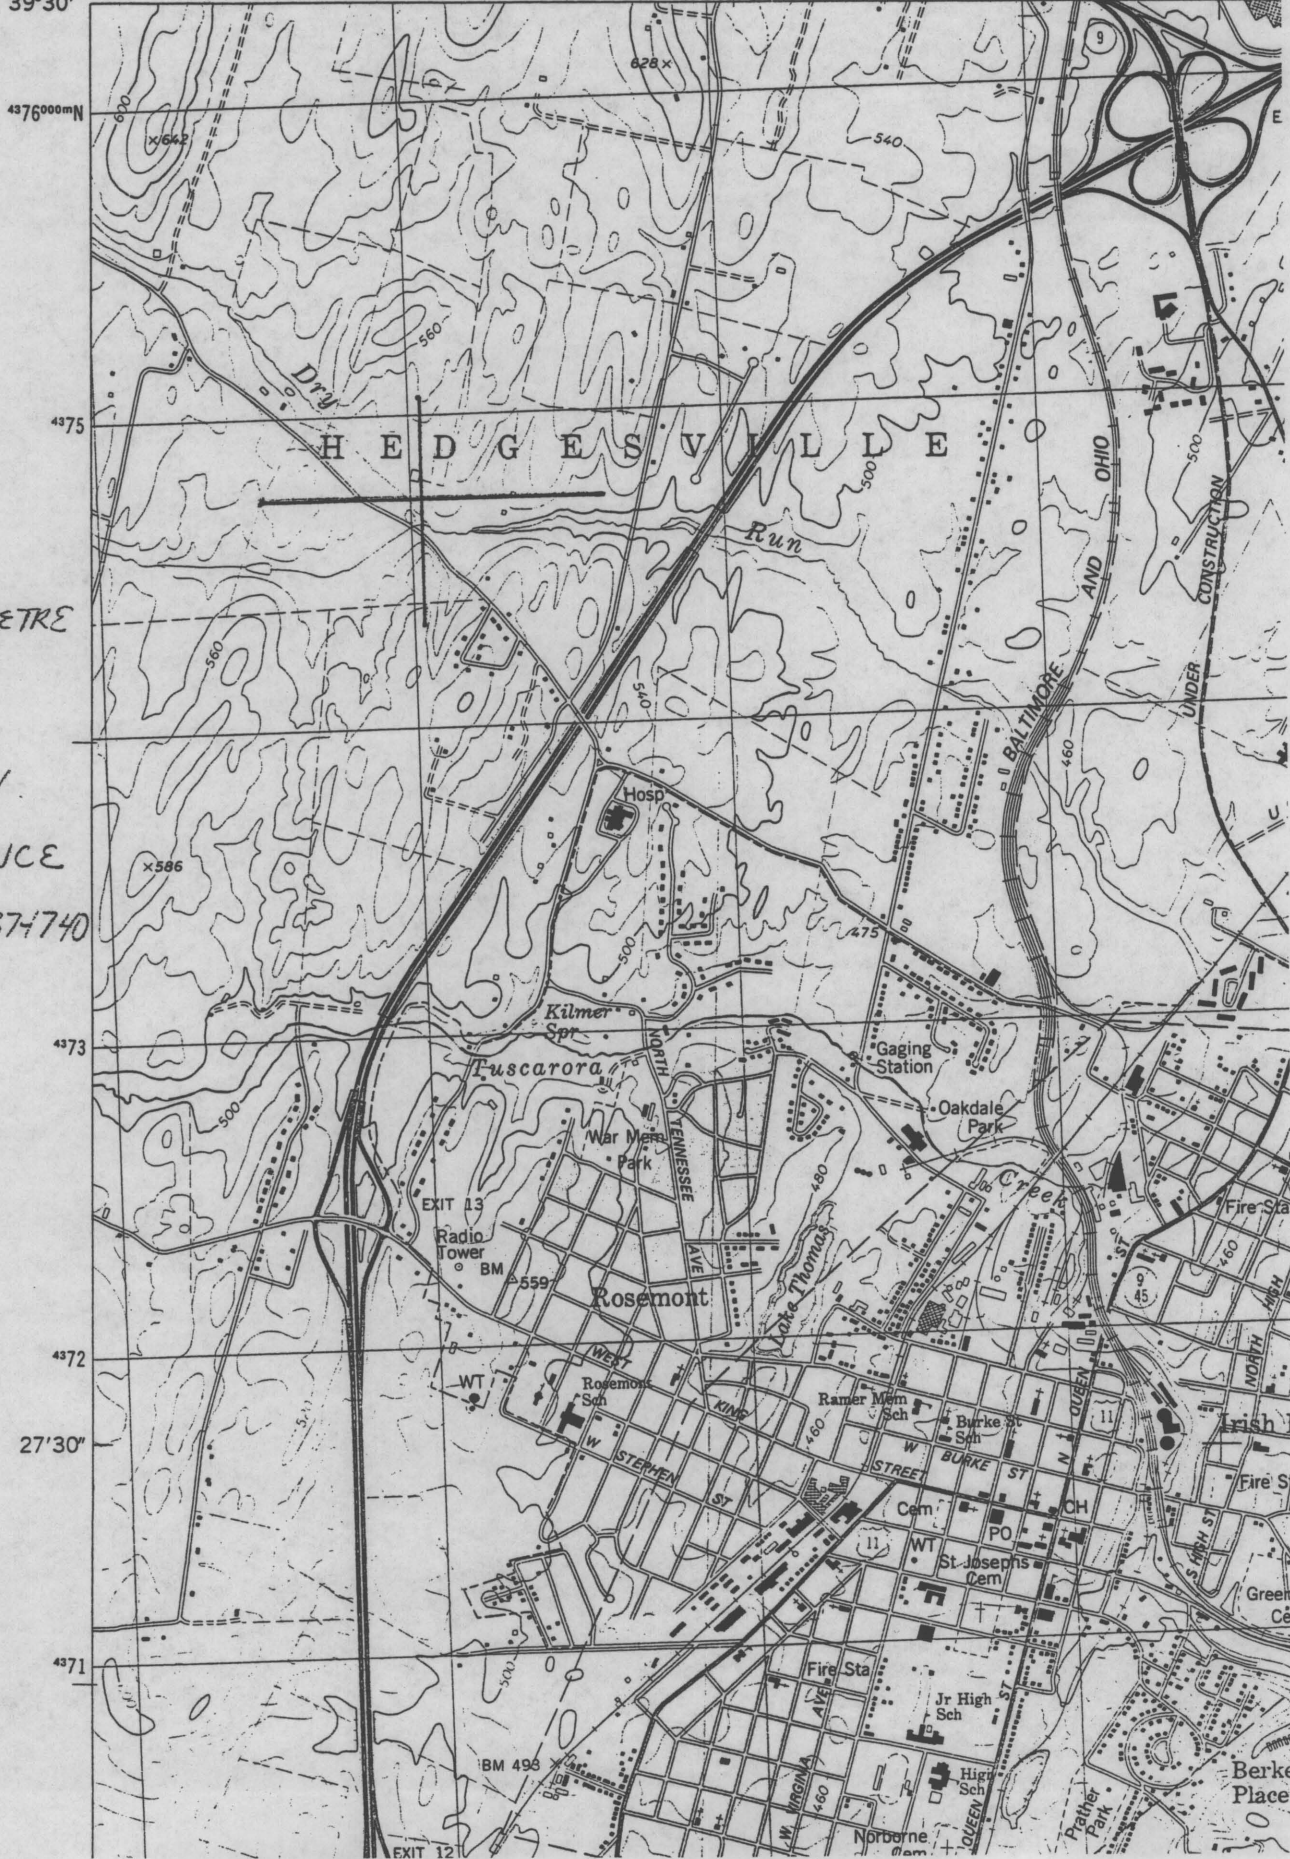 39°30'
4376000mN
4375
ETRE
4373
4372
27'30"
4371
600
×642
628×
9
540
E
560
Dry
HEDGESVILLE
500
Run
500
CONSTRUCTION
UNDER
BALTIMORE AND OHIO
560
540
460
×586
Hosp
500
475
Kilmer
Spr
Tuscarora
NORTH
TENNESSEE
AVE
Gaging
Station
Oakdale
Park
Creek
500
War Mem
Park
480
EXIT 13
Radio
Tower
BM
559
Rosemont
Lake Thomas
Fire Sta
ST
460
9
45
HIGH
NORTH
WT
WEST
KING
STREET
Rosemont
Sch
W
STEPHEN
ST
Ramer Mem
Sch
460
Burke St
Sch
W
BURKE
ST
N
QUEEN
11
Irish
Fire S
Cem
CH
PO
11
WT
St Josephs
Cem
S HIGH ST
Green
Ce
500
Fire Sta
AVE
W. VIRGINIA
Jr High
Sch
ST
QUEEN
BM 493
High
Sch
460
Prather
Park
Berke
Place
Norborne
Cem
EXIT 12